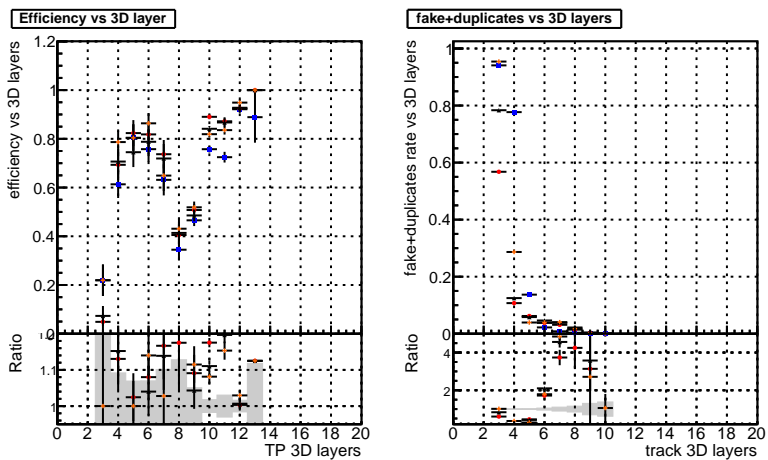 Efficiency vs 3D layer
efficiency vs 3D layers
1.2
1
0.8
0.6
0.4
0.2
0
Ratio
1.1
1
0 2 4 6 8 10 12 14 16 18 20
TP 3D layers
fake+duplicates vs 3D layers
fake+duplicates rate vs 3D layers
1
0.8
0.6
0.4
0.2
0
Ratio
4
2
0 2 4 6 8 10 12 14 16 18 20
track 3D layers